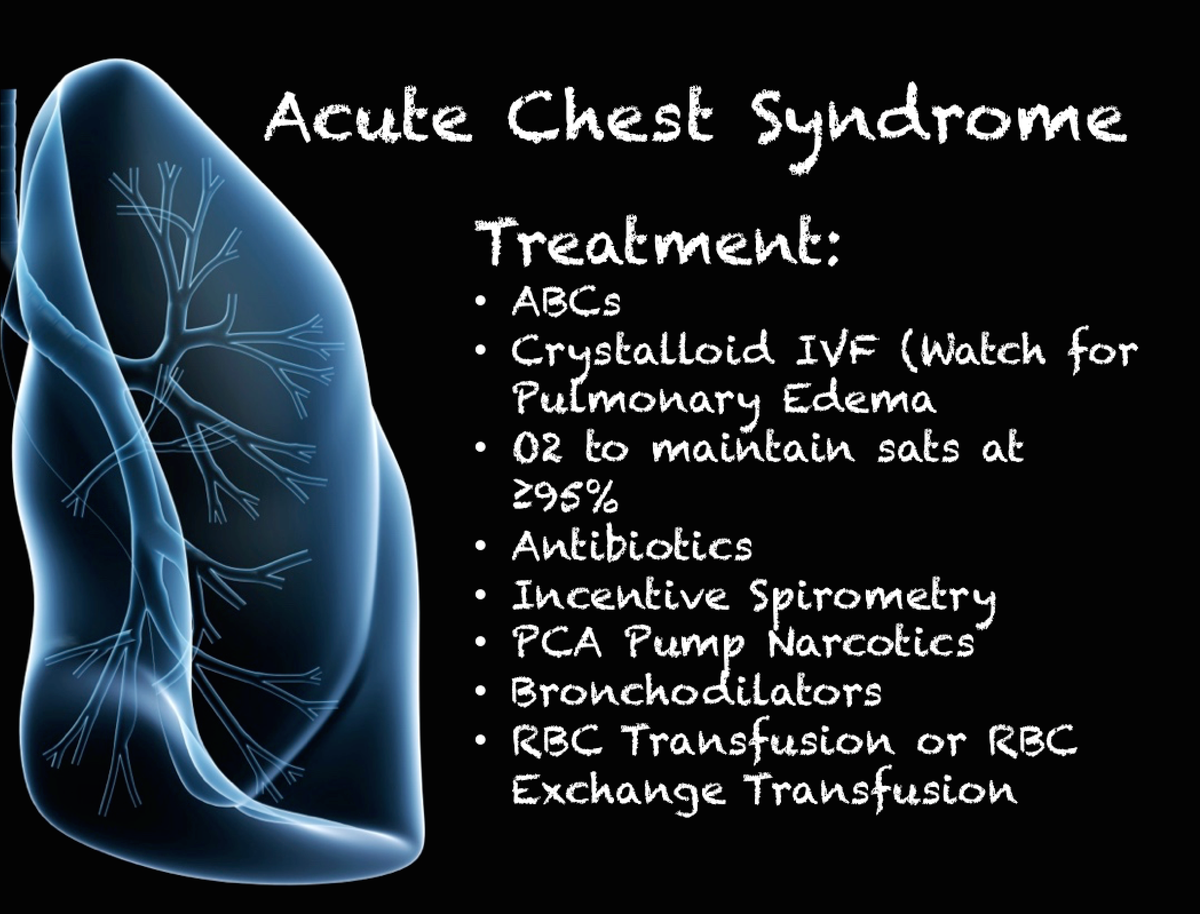 Acute Chest Syndrome
Treatment:
• ABCs
• Crystalloid IVF (Watch for
Pulmonary Edema
• O2 to maintain sats at
≥95%
• Antibiotics
• Incentive Spirometry
• PCA Pump Narcotics
• Bronchodilators
• RBC Transfusion or RBC
Exchange Transfusion